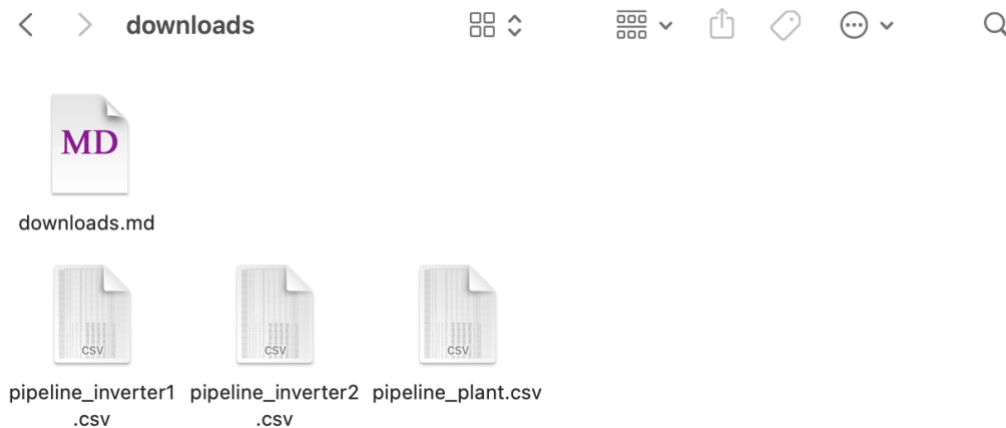 downloads
MD
downloads.md
CSV
CSV
CSV
pipeline_inverter1
.csv
pipeline_inverter2
.csv
pipeline_plant.csv